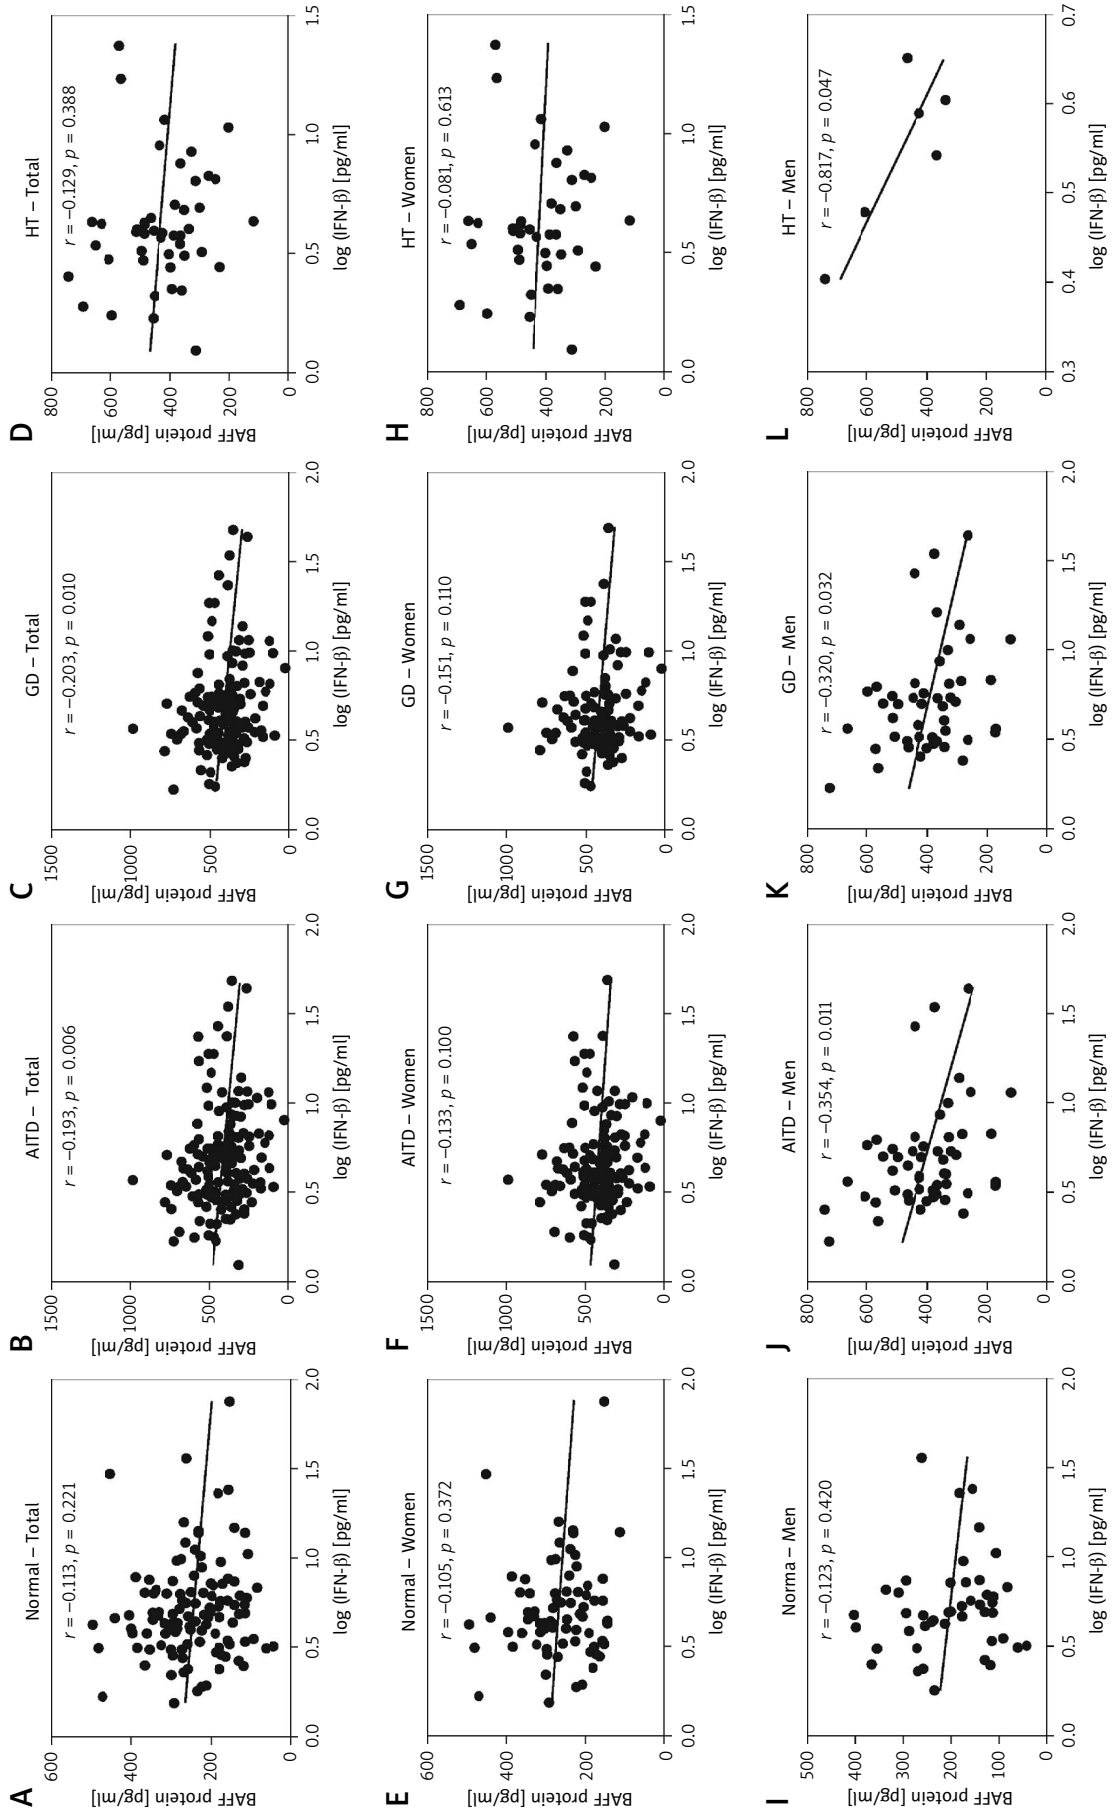 A
Normal – Total
r = –0.113, p = 0.221
BAFF protein [pg/ml]
600
400
200
0
0.0 0.5 1.0 1.5 2.0
log (IFN-β) [pg/ml]
B
AITD – Total
r = –0.193, p = 0.006
BAFF protein [pg/ml]
1500
1000
500
0
0.0 0.5 1.0 1.5 2.0
log (IFN-β) [pg/ml]
C
GD – Total
r = –0.203, p = 0.010
BAFF protein [pg/ml]
1500
1000
500
0
0.0 0.5 1.0 1.5 2.0
log (IFN-β) [pg/ml]
D
HT – Total
r = –0.129, p = 0.388
BAFF protein [pg/ml]
800
600
400
200
0
0.0 0.5 1.0 1.5
log (IFN-β) [pg/ml]
E
Normal – Women
r = –0.105, p = 0.372
BAFF protein [pg/ml]
600
400
200
0
0.0 0.5 1.0 1.5 2.0
log (IFN-β) [pg/ml]
F
AITD – Women
r = –0.133, p = 0.100
BAFF protein [pg/ml]
1500
1000
500
0
0.0 0.5 1.0 1.5 2.0
log (IFN-β) [pg/ml]
G
GD – Women
r = –0.151, p = 0.110
BAFF protein [pg/ml]
1500
1000
500
0
0.0 0.5 1.0 1.5 2.0
log (IFN-β) [pg/ml]
H
HT – Women
r = –0.081, p = 0.613
BAFF protein [pg/ml]
800
600
400
200
0
0.0 0.5 1.0 1.5
log (IFN-β) [pg/ml]
I
Norma – Men
r = –0.123, p = 0.420
BAFF protein [pg/ml]
500
400
300
200
100
0
0.0 0.5 1.0 1.5 2.0
log (IFN-β) [pg/ml]
J
AITD – Men
r = –0.354, p = 0.011
BAFF protein [pg/ml]
800
600
400
200
0
0.0 0.5 1.0 1.5 2.0
log (IFN-β) [pg/ml]
K
GD – Men
r = –0.320, p = 0.032
BAFF protein [pg/ml]
800
600
400
200
0
0.0 0.5 1.0 1.5 2.0
log (IFN-β) [pg/ml]
L
HT – Men
r = –0.817, p = 0.047
BAFF protein [pg/ml]
800
600
400
200
0
0.3 0.4 0.5 0.6 0.7
log (IFN-β) [pg/ml]